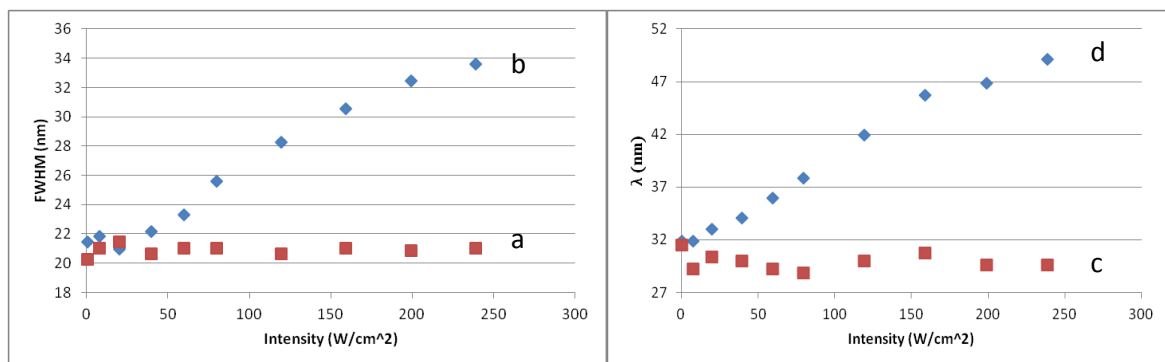 36
34
32
30
28
26
24
22
20
18
FWHM (nm)
0 50 100 150 200 250 300
Intensity (W/cm^2)
b
a
52
47
42
37
32
27
λ (nm)
0 50 100 150 200 250 300
Intensity (W/cm^2)
d
c